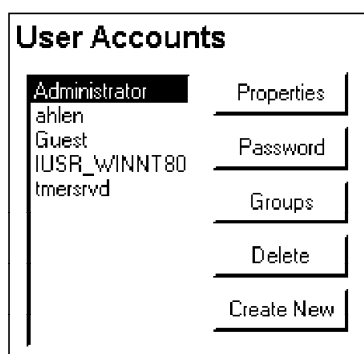 User Accounts
Administrator
ahlen
Guest
IUSR_WINNT80
tmersrvd
Properties
Password
Groups
Delete
Create New